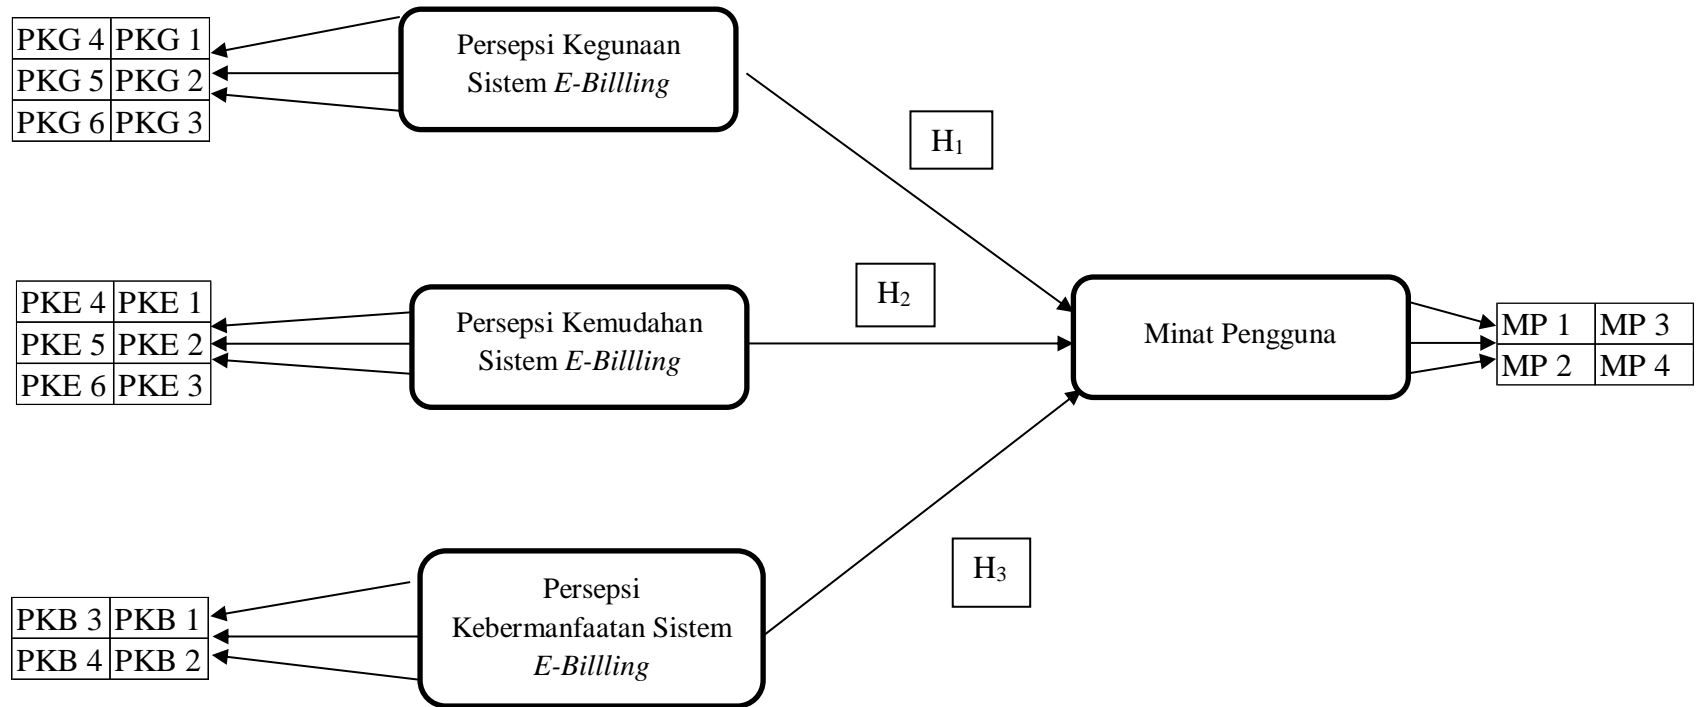 PKG 4 PKG 1
PKG 5 PKG 2
PKG 6 PKG 3
Persepsi Kegunaan
Sistem E-Billling
H₁
PKE 4 PKE 1
PKE 5 PKE 2
PKE 6 PKE 3
Persepsi Kemudahan
Sistem E-Billling
H₂
Minat Pengguna
MP 1 MP 3
MP 2 MP 4
PKB 3 PKB 1
PKB 4 PKB 2
Persepsi
Kebermanfaatan Sistem
E-Billling
H₃